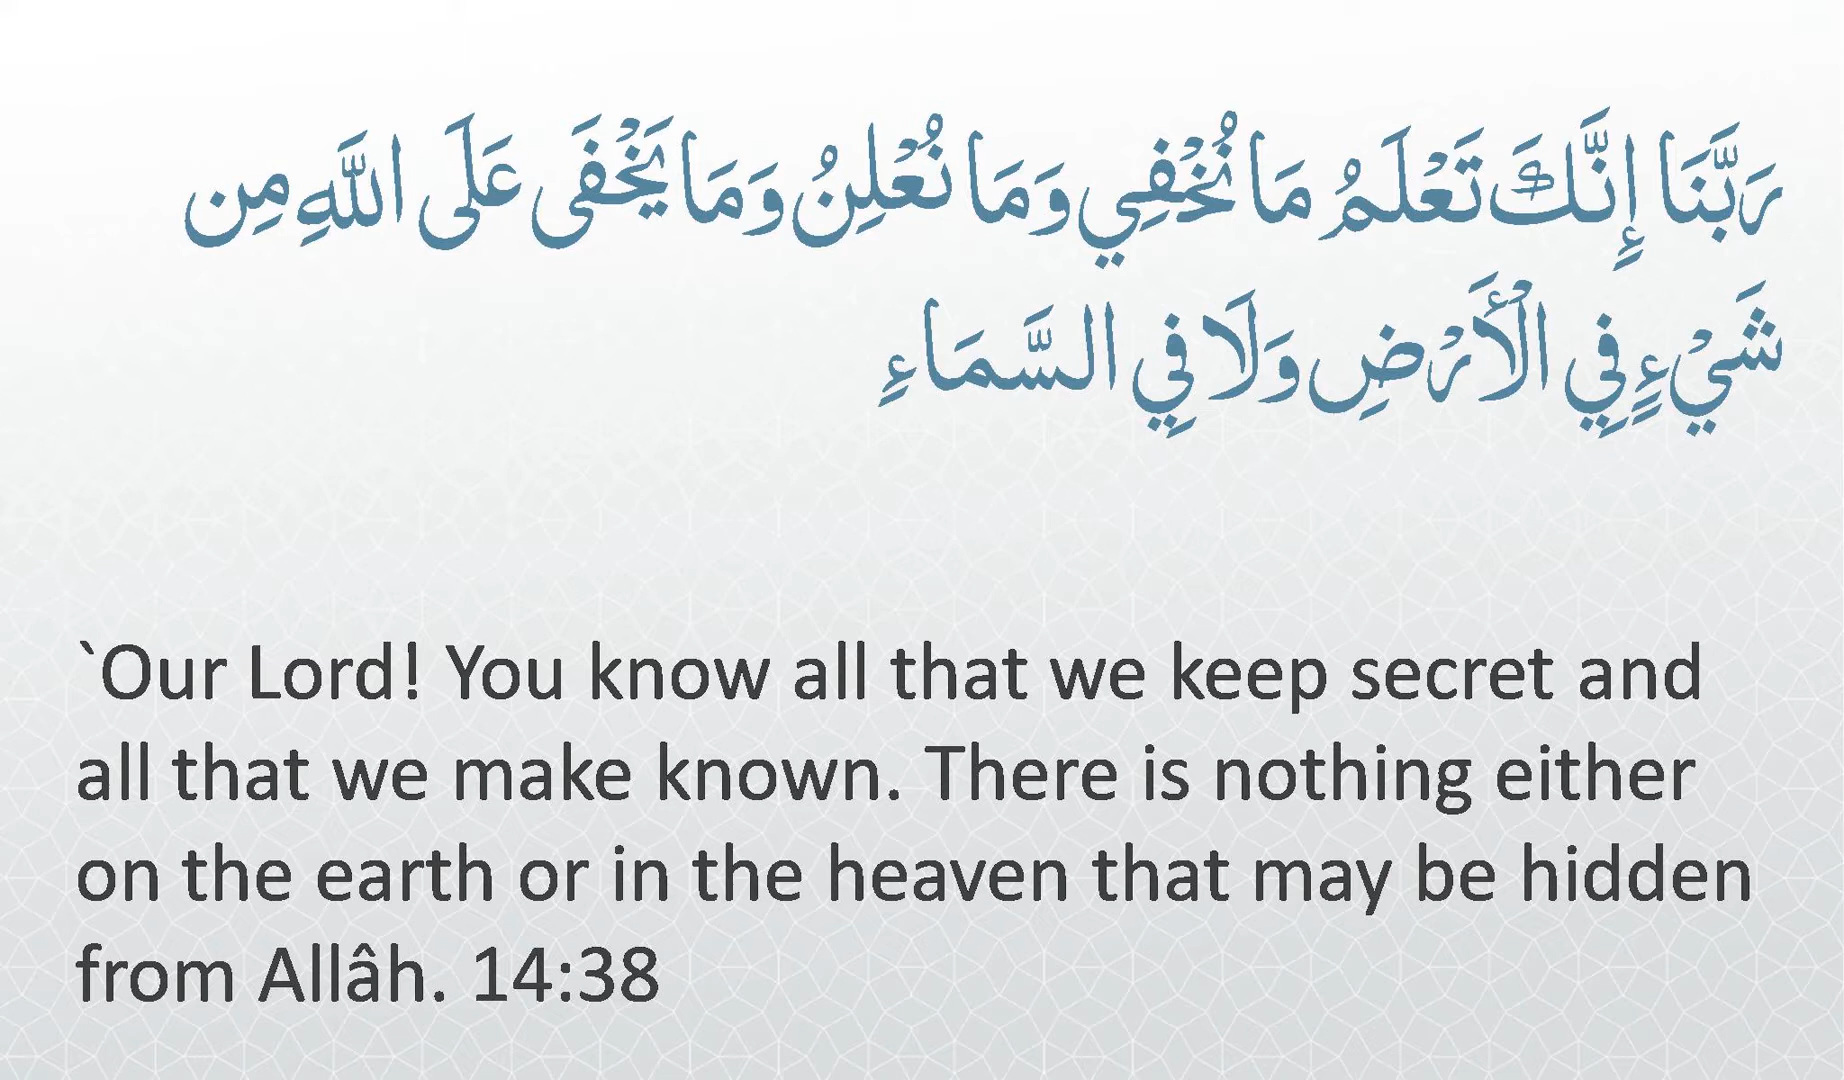 رَبَّنَا إِنَّكَ تَعْلَمُ مَا نُخْفِي وَمَا نُعْلِنُ وَمَا يَخْفَى عَلَى اللَّهِ مِن
شَيْءٍ فِي الْأَرْضِ وَلَا فِي السَّمَاءِ
`Our Lord! You know all that we keep secret and
all that we make known. There is nothing either
on the earth or in the heaven that may be hidden
from Allâh. 14:38